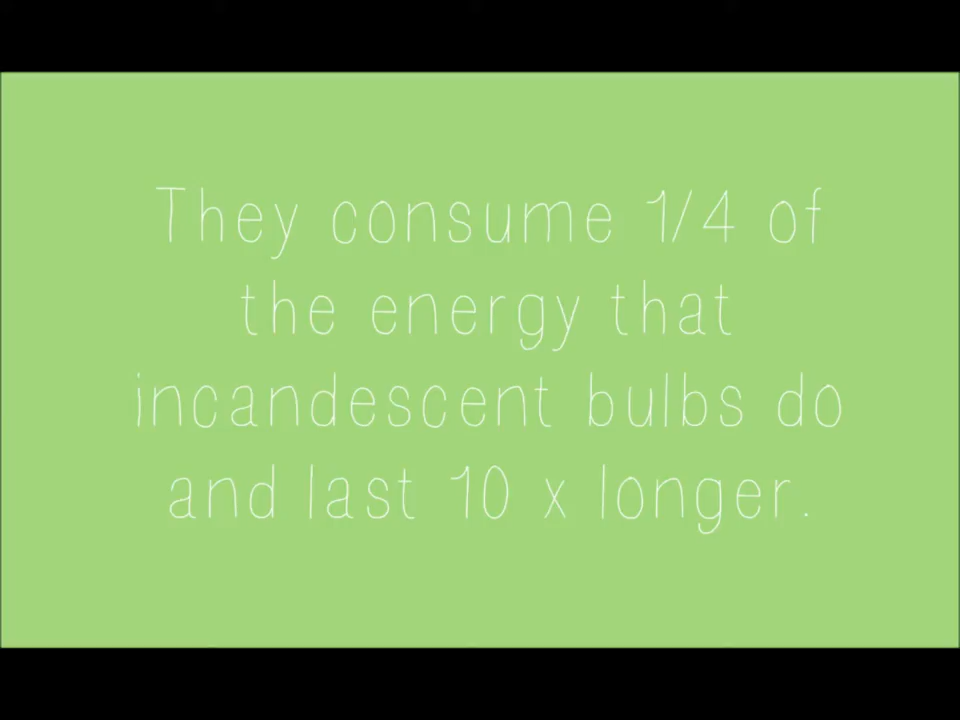 They consume 1/4 of
the energy that
incandescent bulbs do
and last 10 x longer.